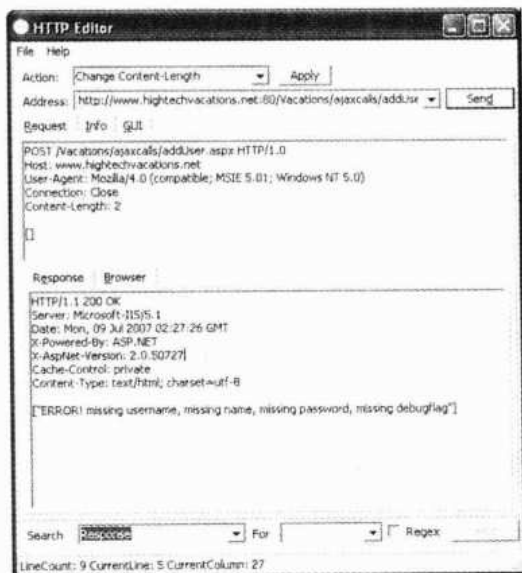 HTTP Editor
File Help
Action: Change Content-Length Apply
Address: http://www.hightechvacations.net:80/Vacations/ajaxcalls/addUse Send
Request Info GUI
POST /Vacations/ajaxcalls/addUser.aspx HTTP/1.0
Host: www.hightechvacations.net
User-Agent: Mozilla/4.0 (compatible; MSIE 5.01; Windows NT 5.0)
Connection: Close
Content-Length: 2
[]
Response Browser
HTTP/1.1 200 OK
Server: Microsoft-IIS/5.1
Date: Mon, 09 Jul 2007 02:27:26 GMT
X-Powered-By: ASP.NET
X-AspNet-Version: 2.0.50727
Cache-Control: private
Content-Type: text/html; charset=utf-8
["ERROR! missing username, missing name, missing password, missing debugflag"]
Search Response For Regex
LineCount: 9 CurrentLine: 5 CurrentColumn: 27